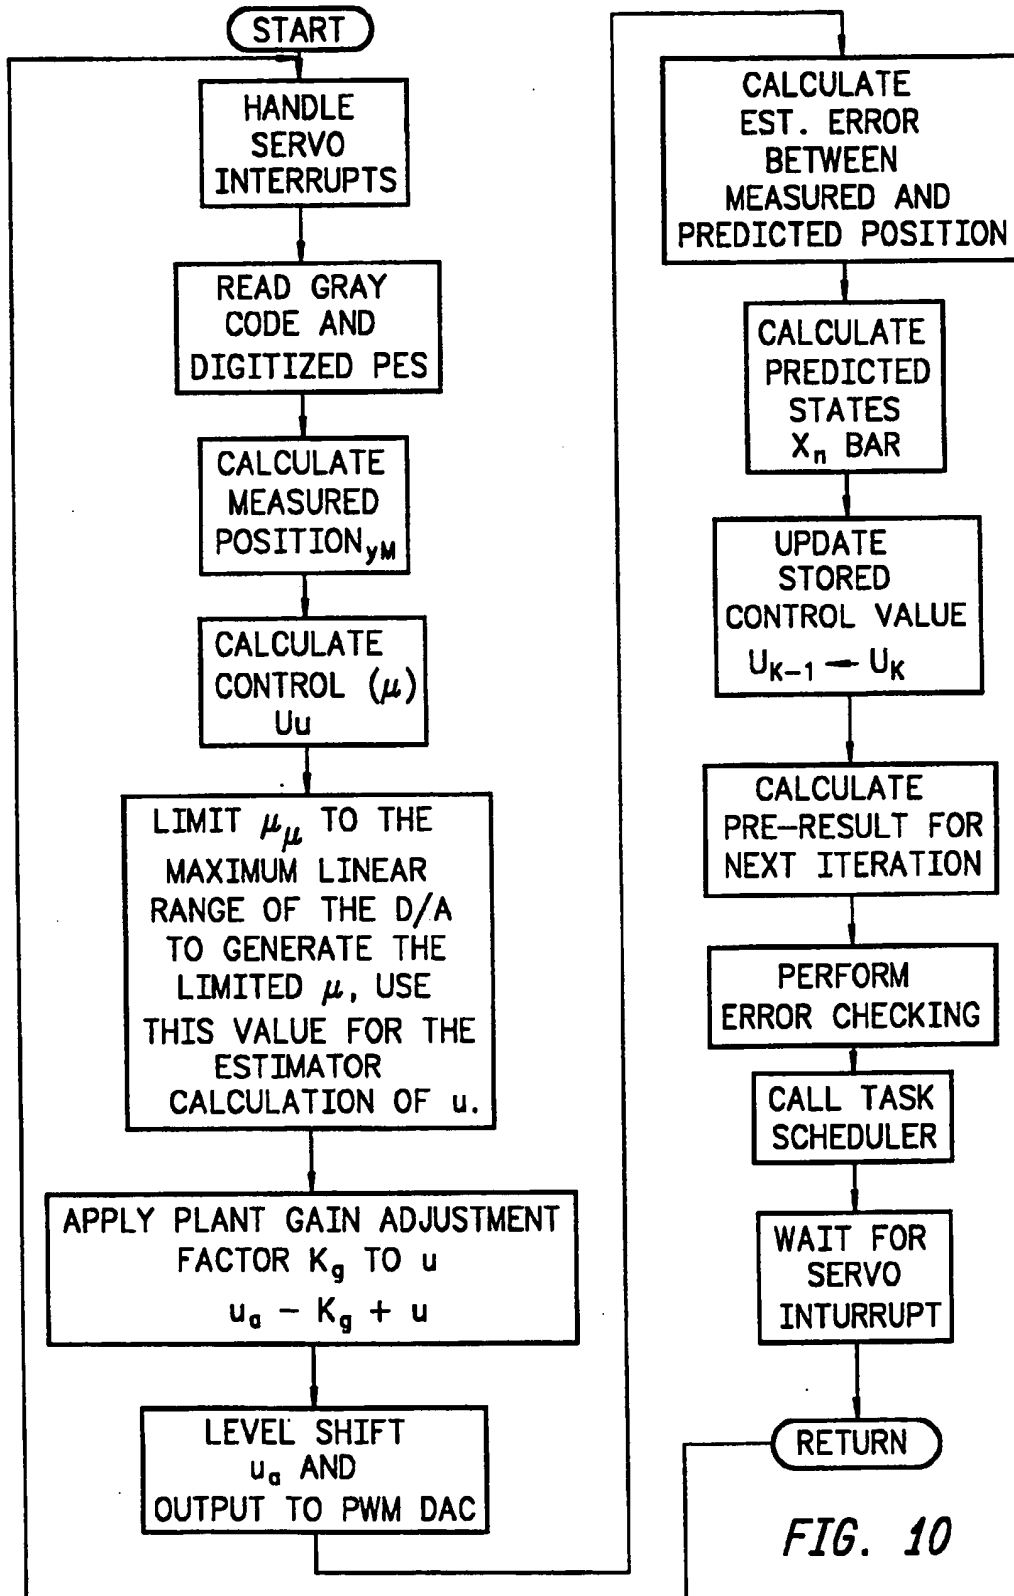 START
HANDLE
SERVO
INTERRUPTS
READ GRAY
CODE AND
DIGITIZED PES
CALCULATE
MEASURED
POSITION yM
CALCULATE
CONTROL (μ)
Uu
LIMIT μμ TO THE
MAXIMUM LINEAR
RANGE OF THE D/A
TO GENERATE THE
LIMITED μ, USE
THIS VALUE FOR THE
ESTIMATOR
CALCULATION OF u.
APPLY PLANT GAIN ADJUSTMENT
FACTOR Kg TO u
ua - Kg + u
LEVEL SHIFT
ua AND
OUTPUT TO PWM DAC
CALCULATE
EST. ERROR
BETWEEN
MEASURED AND
PREDICTED POSITION
CALCULATE
PREDICTED
STATES
Xn BAR
UPDATE
STORED
CONTROL VALUE
UK-1 ← UK
CALCULATE
PRE-RESULT FOR
NEXT ITERATION
PERFORM
ERROR CHECKING
CALL TASK
SCHEDULER
WAIT FOR
SERVO
INTURRUPT
RETURN
FIG. 10